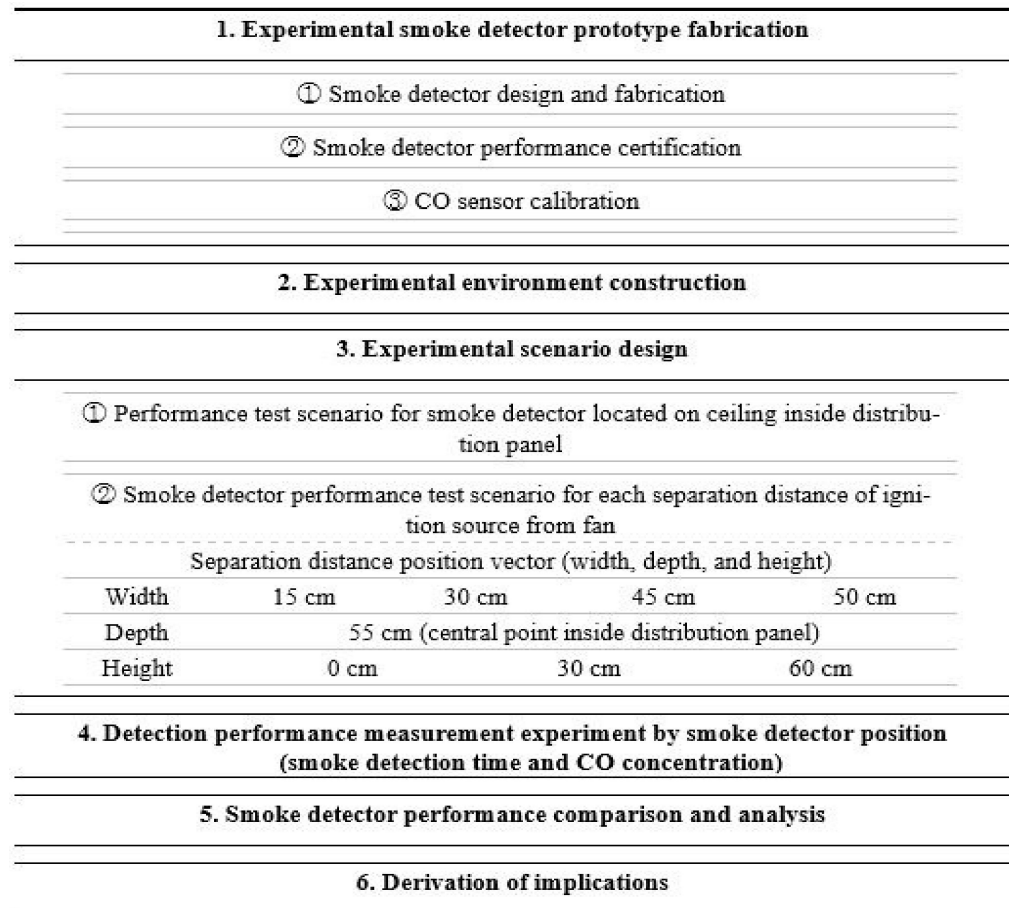 1. Experimental smoke detector prototype fabrication
① Smoke detector design and fabrication
② Smoke detector performance certification
③ CO sensor calibration
2. Experimental environment construction
3. Experimental scenario design
① Performance test scenario for smoke detector located on ceiling inside distribu-
tion panel
② Smoke detector performance test scenario for each separation distance of igni-
tion source from fan
Separation distance position vector (width, depth, and height)
Width 15 cm 30 cm 45 cm 50 cm
Depth 55 cm (central point inside distribution panel)
Height 0 cm 30 cm 60 cm
4. Detection performance measurement experiment by smoke detector position
(smoke detection time and CO concentration)
5. Smoke detector performance comparison and analysis
6. Derivation of implications